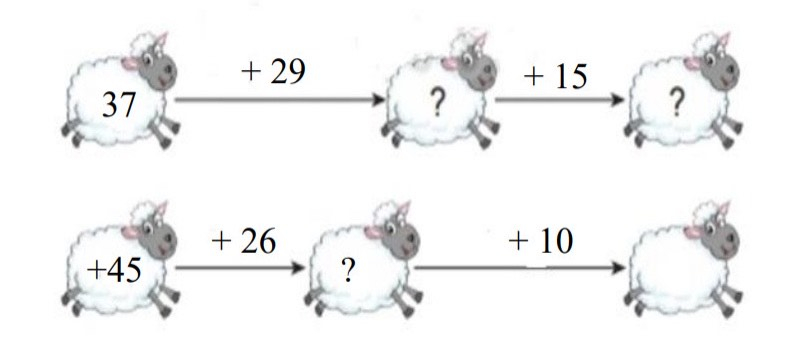 + 29 + 15
37 ? ?
+ 26 + 10
+45 ?